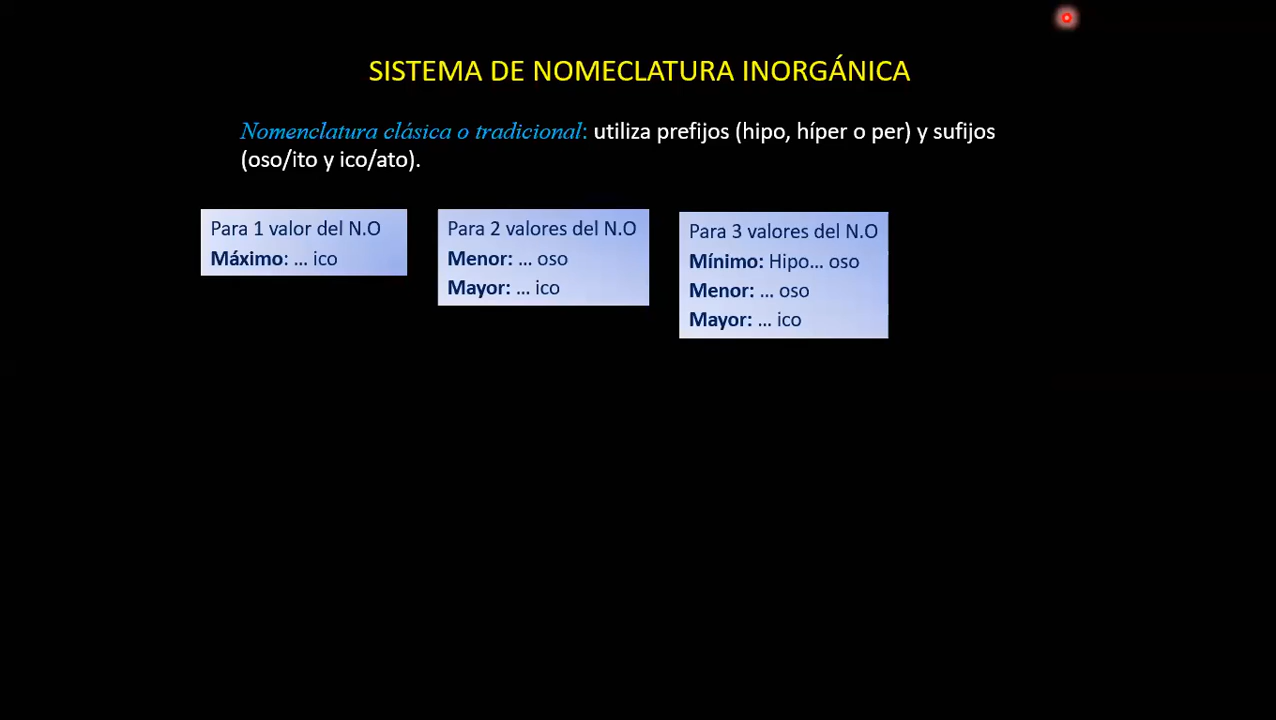 SISTEMA DE NOMECLATURA INORGÁNICA
Nomenclatura clásica o tradicional: utiliza prefijos (hipo, híper o per) y sufijos
(oso/ito y ico/ato).
Para 1 valor del N.O
Máximo: ... ico
Para 2 valores del N.O
Menor: ... oso
Mayor: ... ico
Para 3 valores del N.O
Mínimo: Hipo... oso
Menor: ... oso
Mayor: ... ico